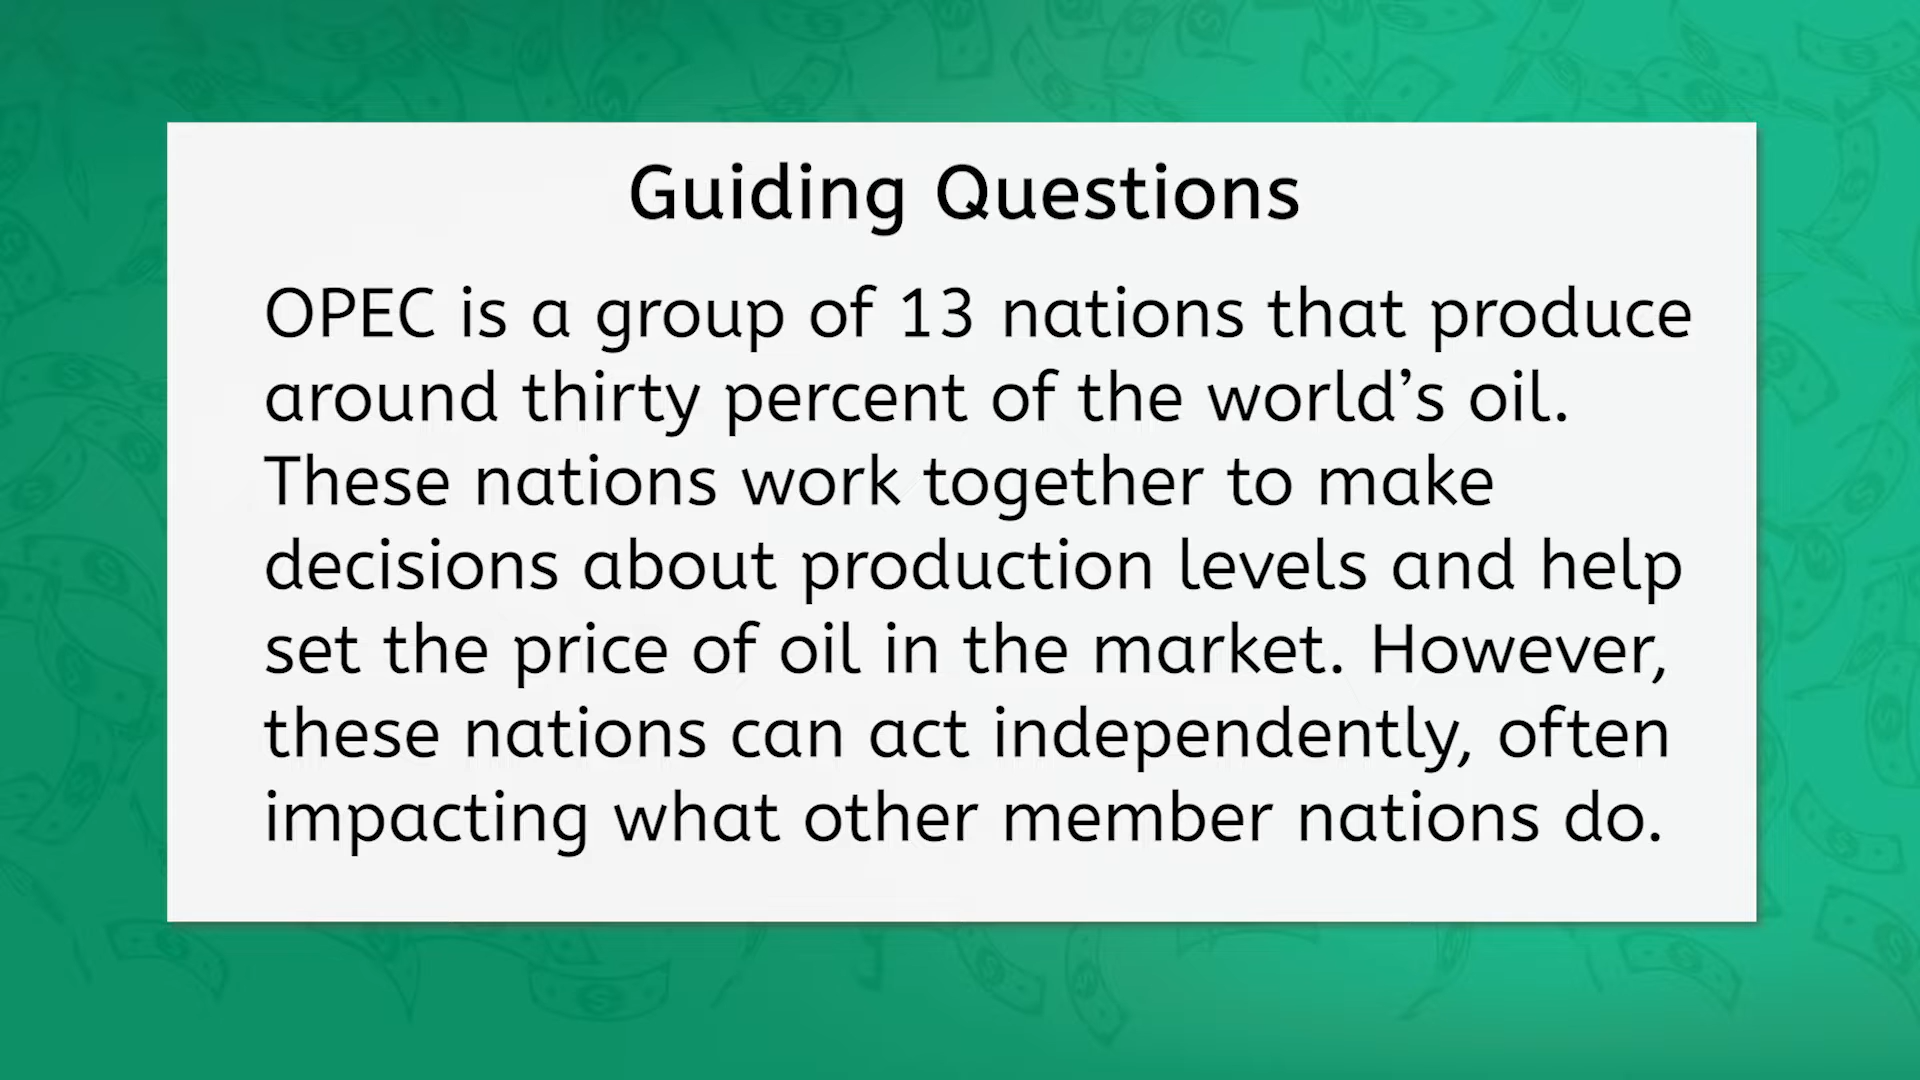 Guiding Questions
OPEC is a group of 13 nations that produce
around thirty percent of the world’s oil.
These nations work together to make
decisions about production levels and help
set the price of oil in the market. However,
these nations can act independently, often
impacting what other member nations do.